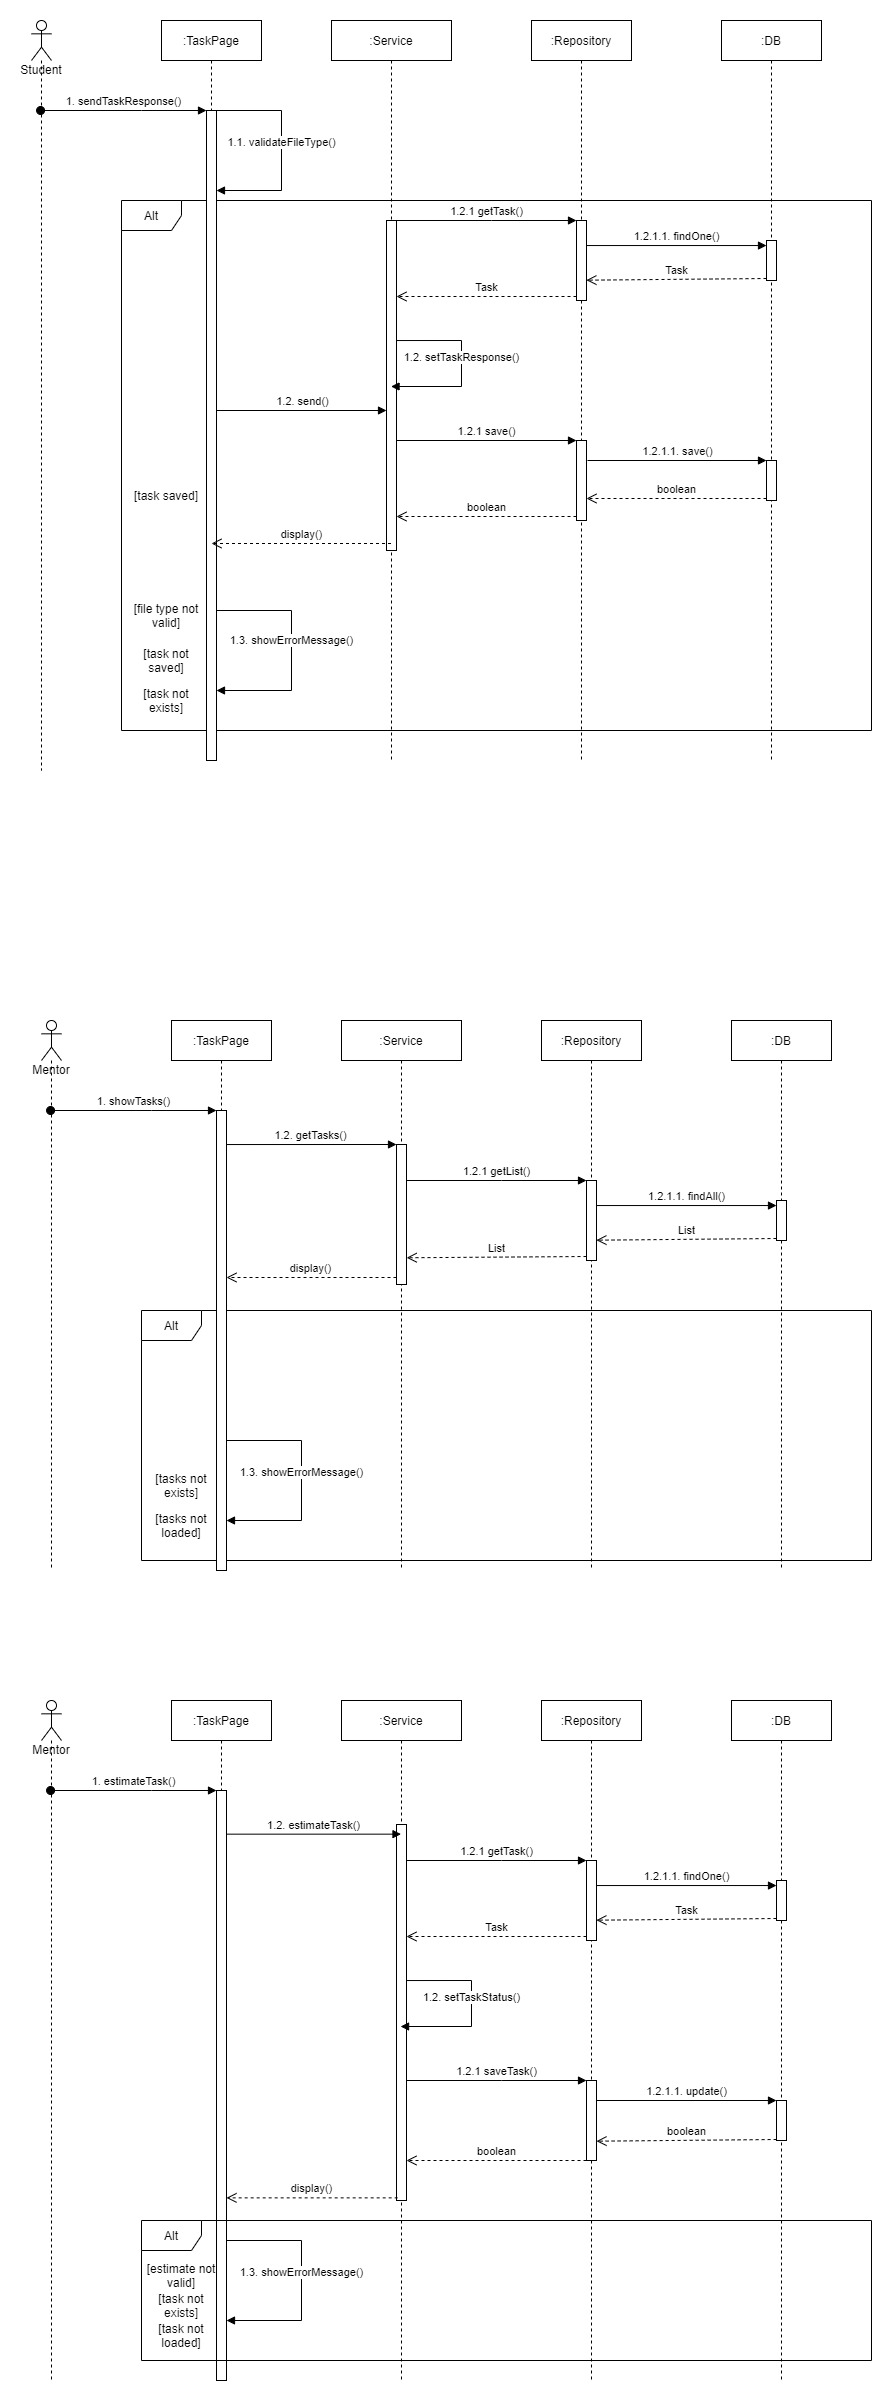 :TaskPage
:Service
:Repository
:DB
Student
1. sendTaskResponse()
1.1. validateFileType()
Alt
1.2.1 getTask()
1.2.1.1. findOne()
Task
Task
1.2. setTaskResponse()
1.2. send()
1.2.1 save()
1.2.1.1. save()
[task saved]
boolean
boolean
display()
[file type not
valid]
1.3. showErrorMessage()
[task not
saved]
[task not
exists]
:TaskPage
:Service
:Repository
:DB
Mentor
1. showTasks()
1.2. getTasks()
1.2.1 getList()
1.2.1.1. findAll()
List
List
display()
Alt
1.3. showErrorMessage()
[tasks not
exists]
[tasks not
loaded]
:TaskPage
:Service
:Repository
:DB
Mentor
1. estimateTask()
1.2. estimateTask()
1.2.1 getTask()
1.2.1.1. findOne()
Task
Task
1.2. setTaskStatus()
1.2.1 saveTask()
1.2.1.1. update()
boolean
boolean
display()
Alt
[estimate not
valid]
1.3. showErrorMessage()
[task not
exists]
[task not
loaded]